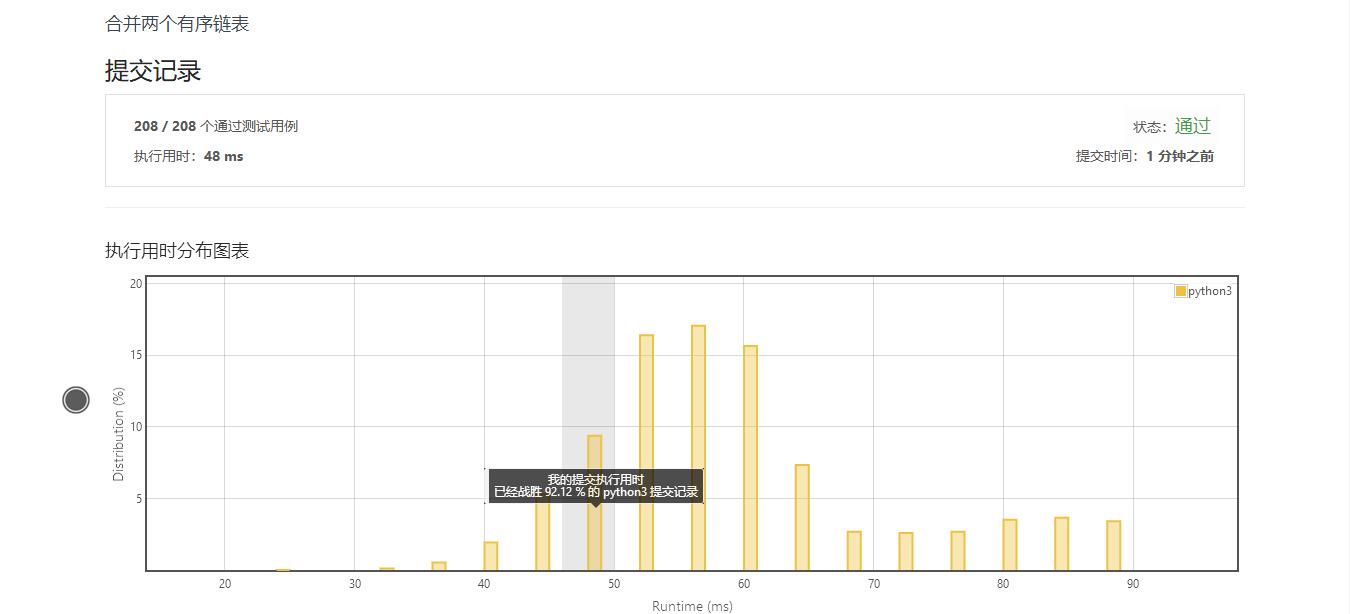 合并两个有序链表
提交记录
208 / 208 个通过测试用例
状态：通过
执行用时：48 ms
提交时间：1 分钟之前
执行用时分布图表
20
15
10
5
Distribution (%)
python3
我的提交执行用时
已经战胜 92.12 % 的 python3 提交记录
20 30 40 50 60 70 80 90
Runtime (ms)